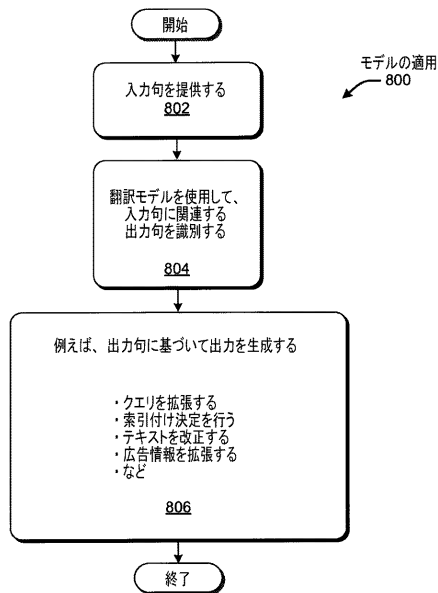 開始
モデルの適用
800
入力句を提供する
802
翻訳モデルを使用して、
入力句に関連する
出力句を識別する
804
例えば、出力句に基づいて出力を生成する
・クエリを拡張する
・索引付け決定を行う
・テキストを改正する
・広告情報を拡張する
・など
806
終了